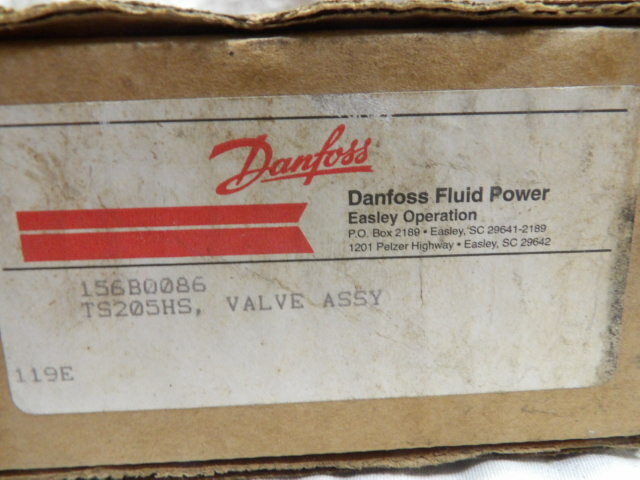 Danfoss
Danfoss Fluid Power
Easley Operation
P.O. Box 2189 • Easley, SC 29641-2189
1201 Pelzer Highway • Easley, SC 29642
156B0086
TS205HS, VALVE ASSY
119E